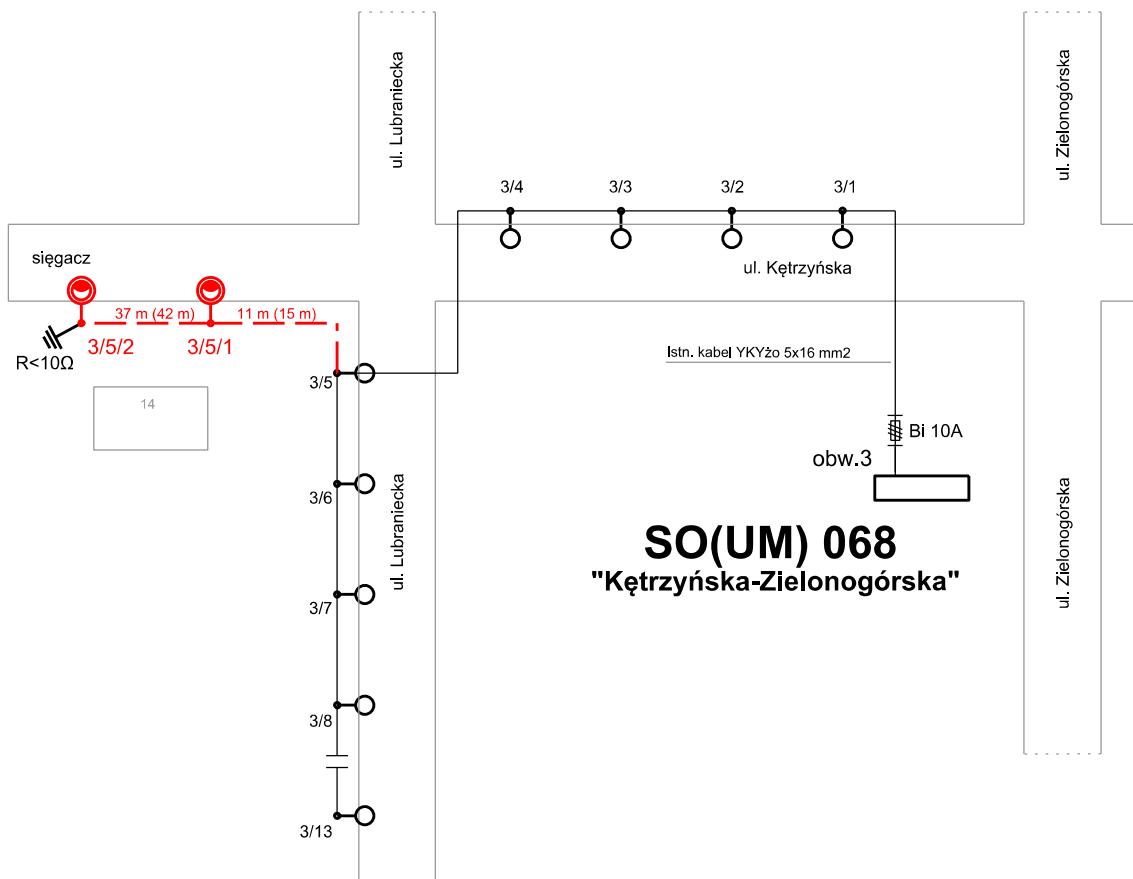 ul. Lubraniecka
ul. Zielonogórska
3/4
3/3
3/2
3/1
ul. Kętrzyńska
sięgacz
37 m (42 m)
11 m (15 m)
3/5/2
3/5/1
R<10Ω
14
3/5
Istn. kabel YKYżo 5x16 mm2
Bi 10A
obw.3
3/6
ul. Lubraniecka
ul. Zielonogórska
SO(UM) 068
"Kętrzyńska-Zielonogórska"
3/7
3/8
3/13